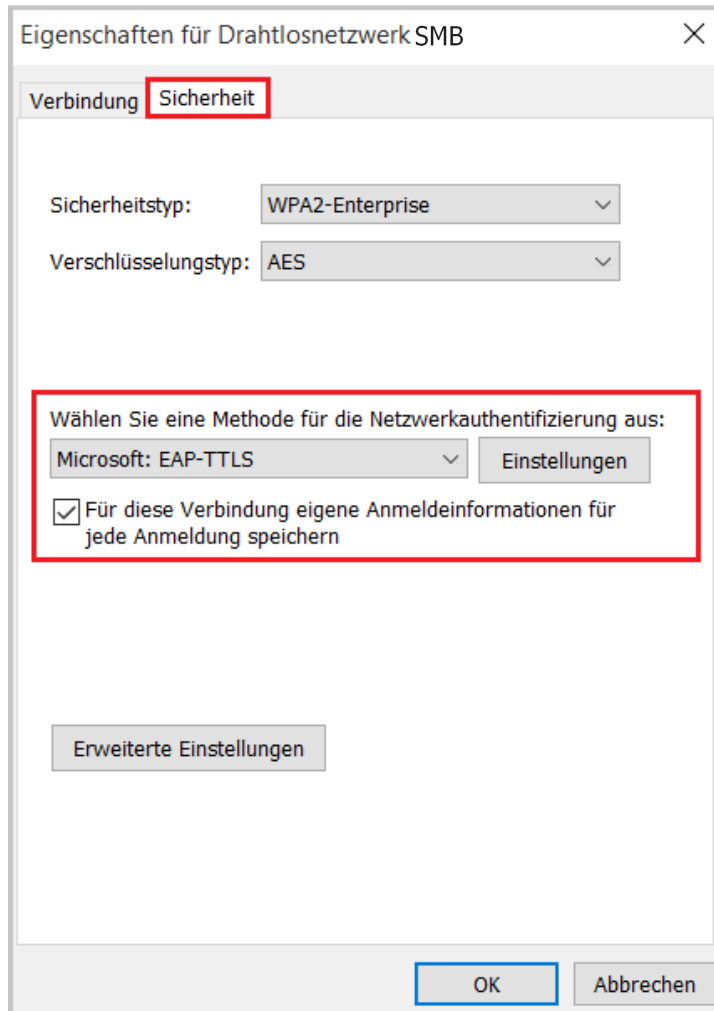 Eigenschaften für Drahtlosnetzwerk SMB
Verbindung Sicherheit
Sicherheitstyp: WPA2-Enterprise
Verschlüsselungstyp: AES
Wählen Sie eine Methode für die Netzwerkauthentifizierung aus:
Microsoft: EAP-TTLS Einstellungen
Für diese Verbindung eigene Anmeldeinformationen für
jede Anmeldung speichern
Erweiterte Einstellungen
OK Abbrechen